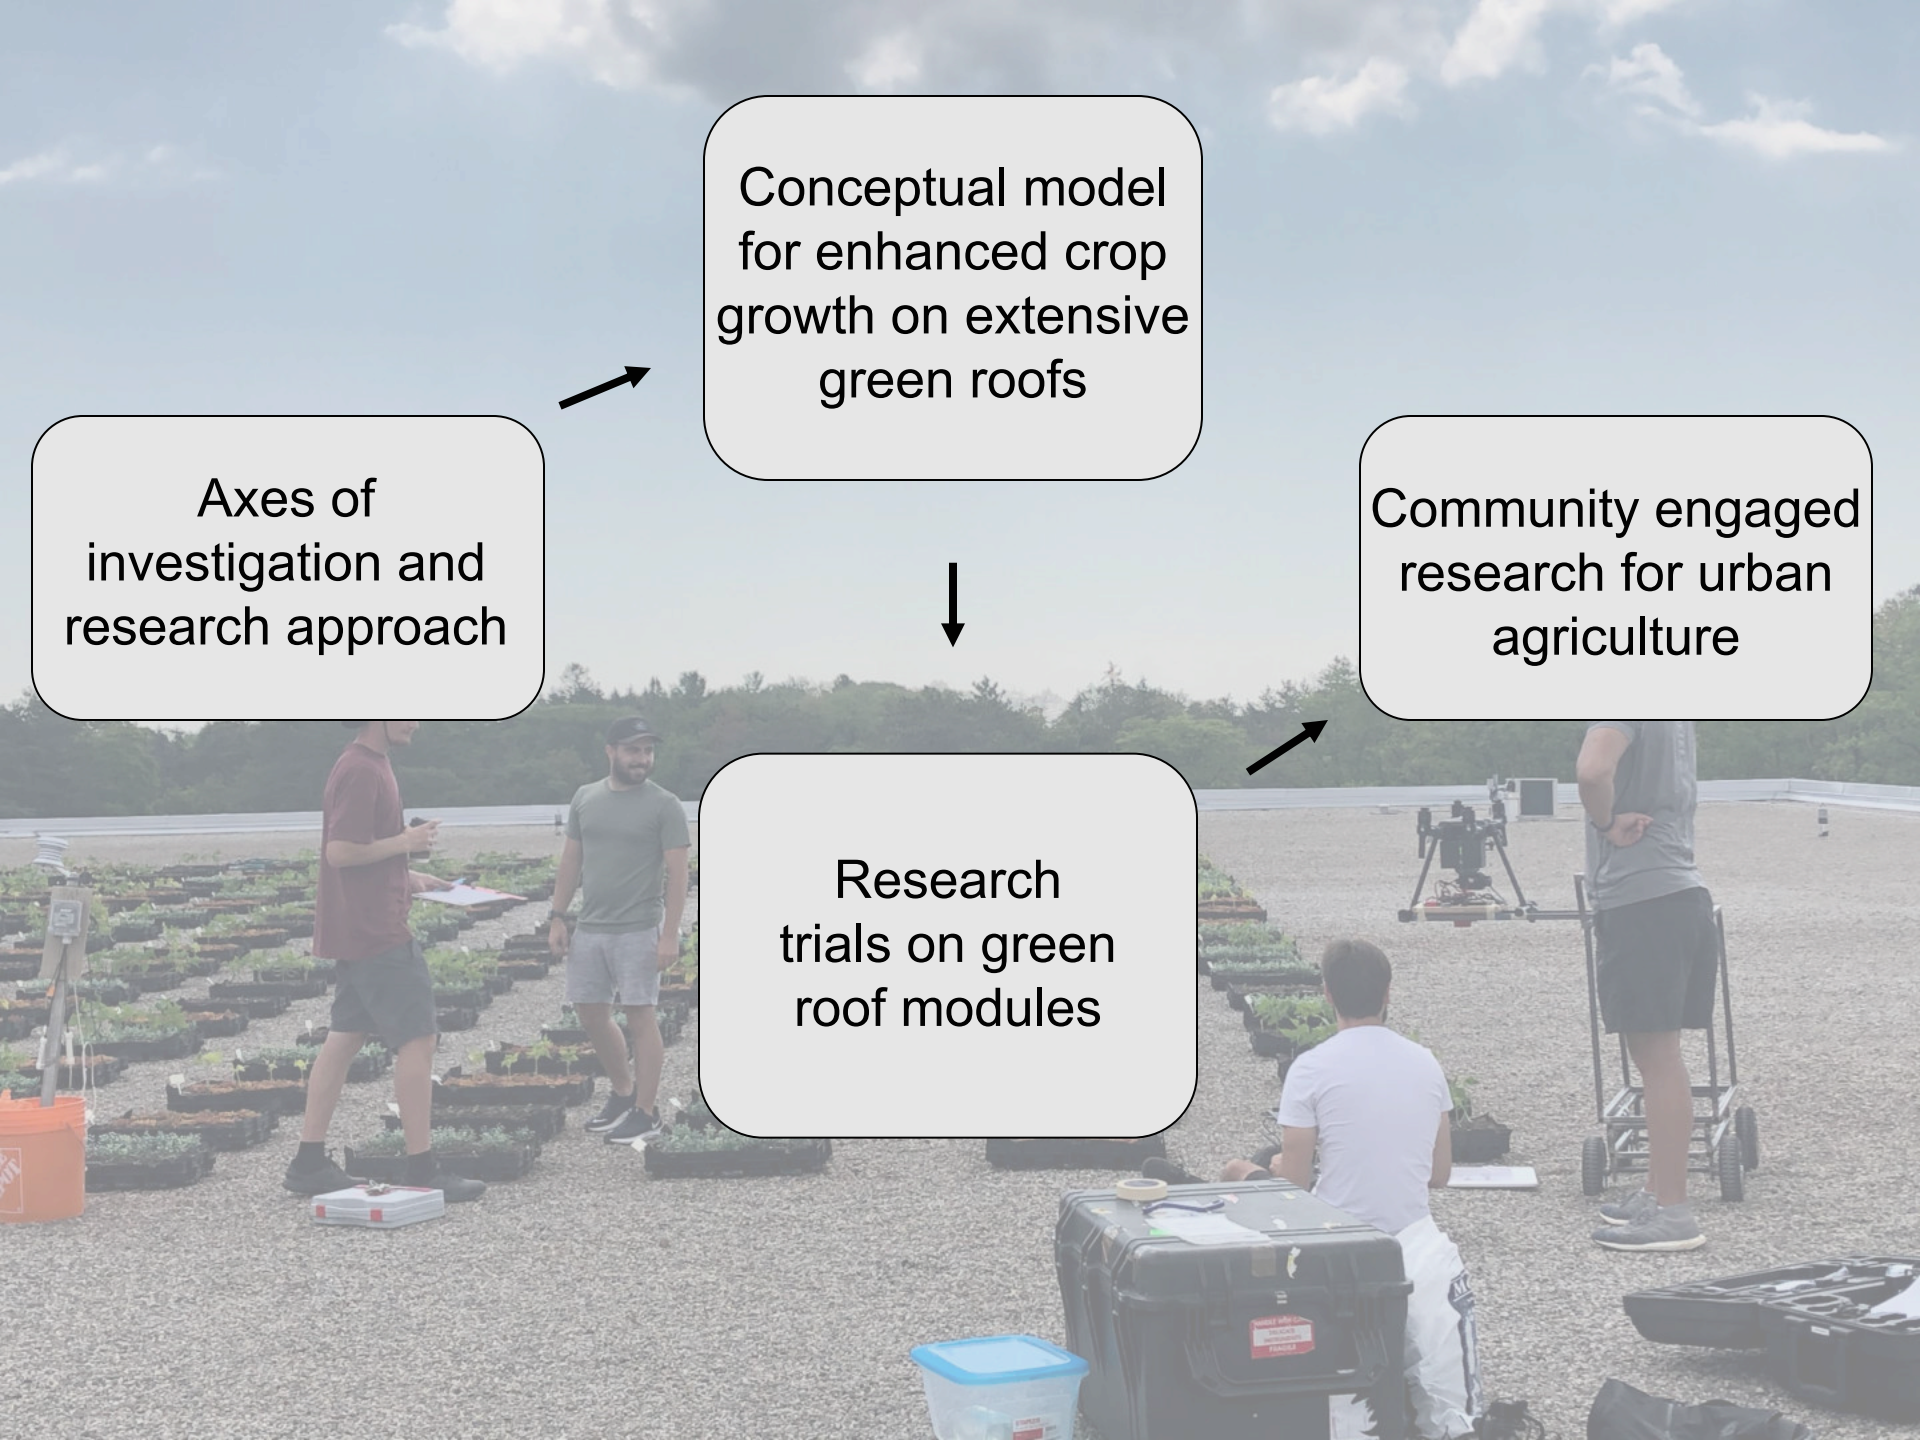 Axes of
investigation and
research approach
Conceptual model
for enhanced crop
growth on extensive
green roofs
Research
trials on green
roof modules
Community engaged
research for urban
agriculture
FRAGILE